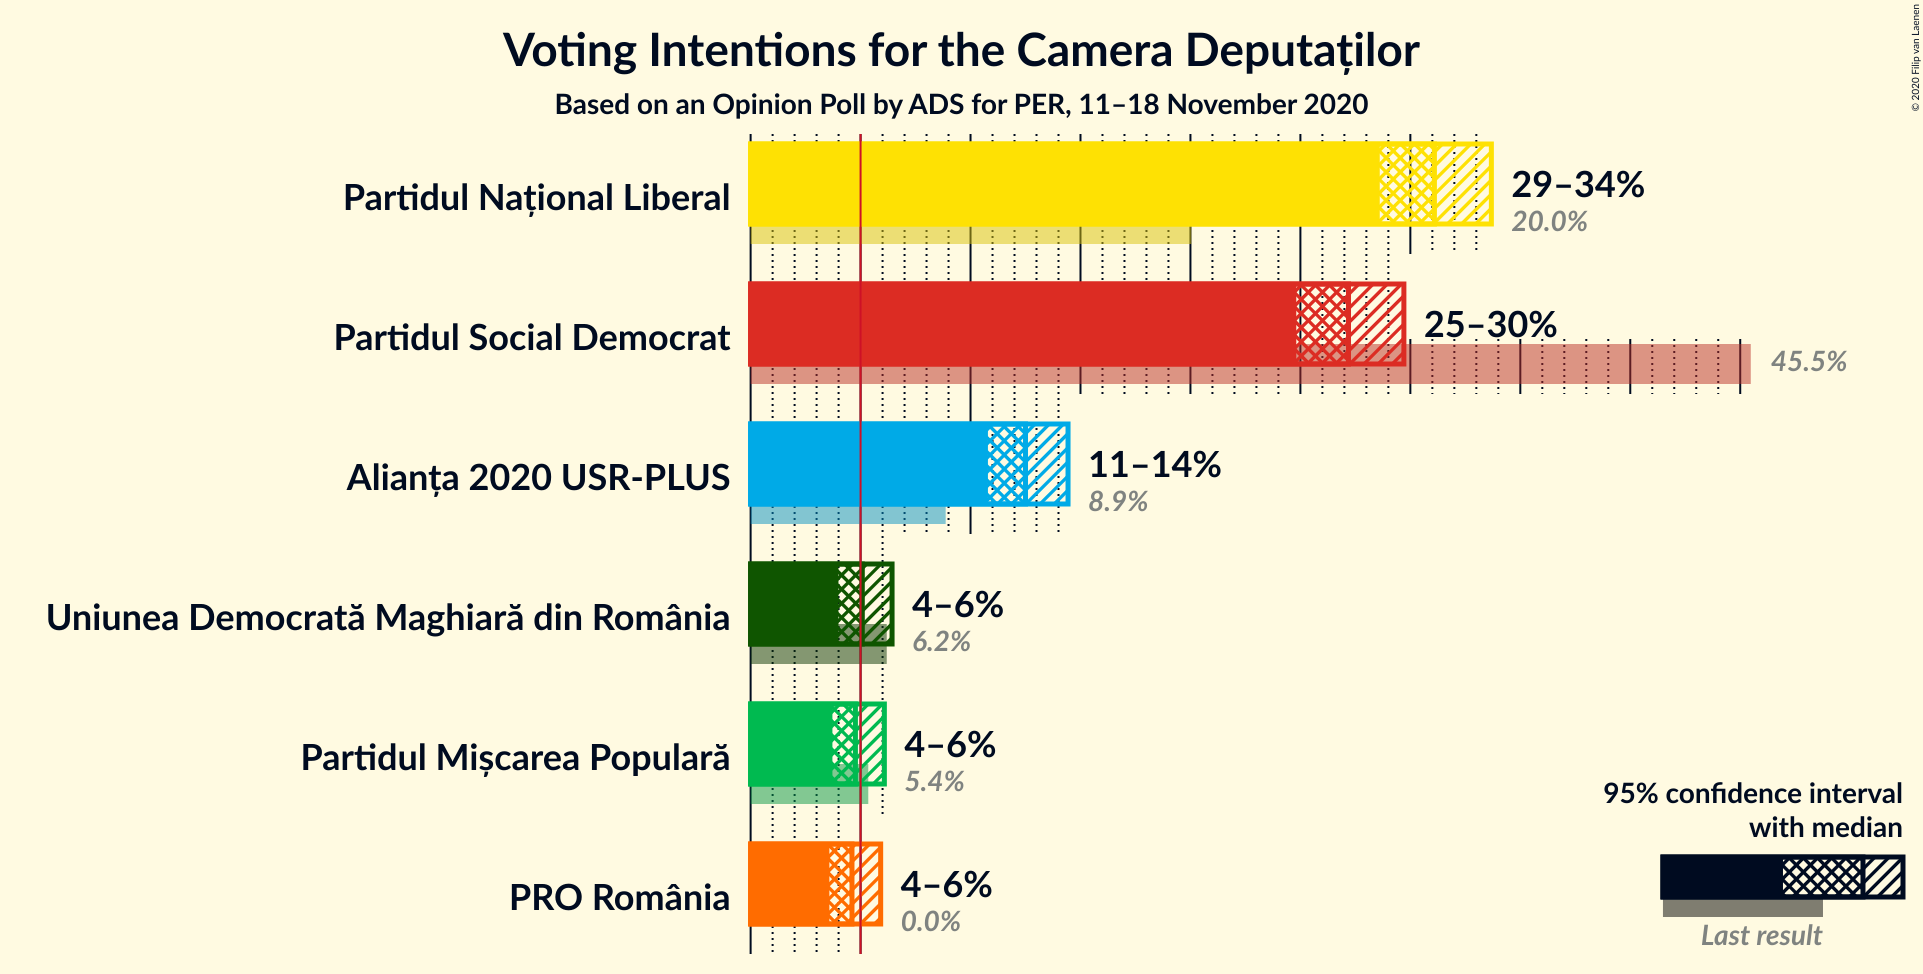 Voting Intentions for the Camera Deputaților
Based on an Opinion Poll by ADS for PER, 11–18 November 2020
© 2020 Filip van Laenen
Partidul Național Liberal
29–34%
20.0%
Partidul Social Democrat
25–30%
45.5%
Alianța 2020 USR-PLUS
11–14%
8.9%
Uniunea Democrată Maghiară din România
4–6%
6.2%
Partidul Mișcarea Populară
4–6%
5.4%
PRO România
4–6%
0.0%
95% confidence interval
with median
Last result